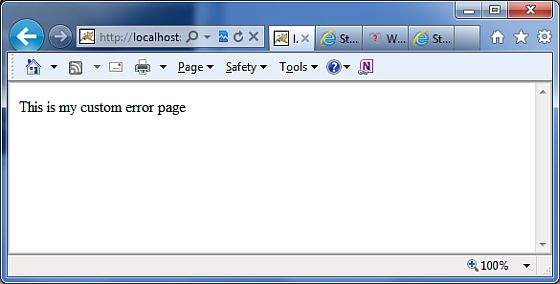 http://localhost:
I.
St...
W...
St...
Page Safety Tools
This is my custom error page
100%